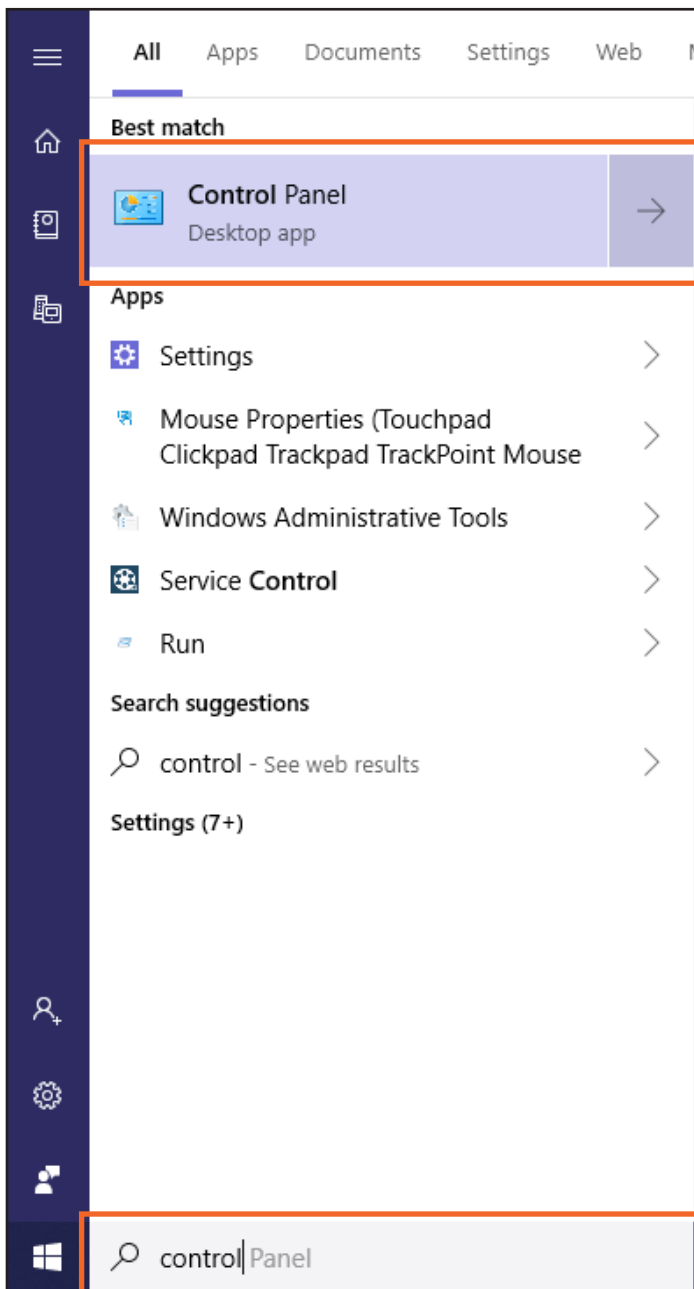 All Apps Documents Settings Web
Best match
Control Panel
Desktop app
Apps
Settings
Mouse Properties (Touchpad
Clickpad Trackpad TrackPoint Mouse
Windows Administrative Tools
Service Control
Run
Search suggestions
control - See web results
Settings (7+)
control Panel